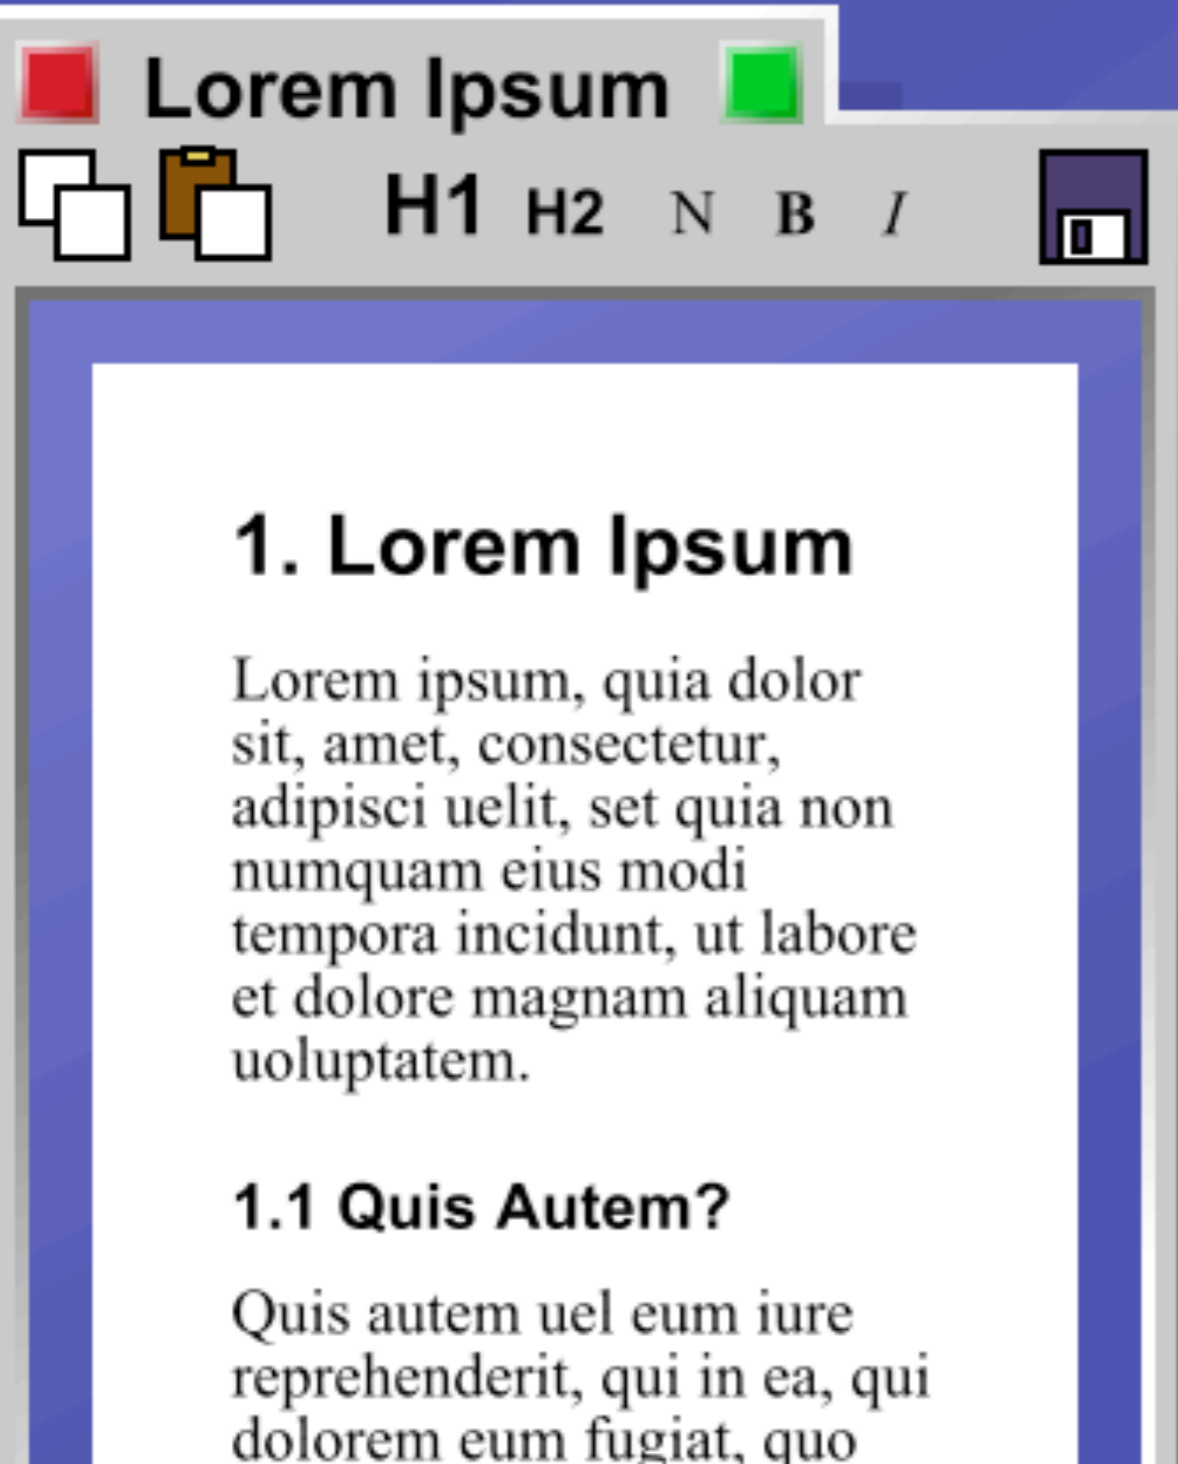 Lorem Ipsum
H1 H2 N B I
1. Lorem Ipsum
Lorem ipsum, quia dolor
sit, amet, consectetur,
adipisci uelit, set quia non
numquam eius modi
tempora incidunt, ut labore
et dolore magnam aliquam
uoluptatem.
1.1 Quis Autem?
Quis autem uel eum iure
reprehenderit, qui in ea, qui
dolorem eum fugiat, quo